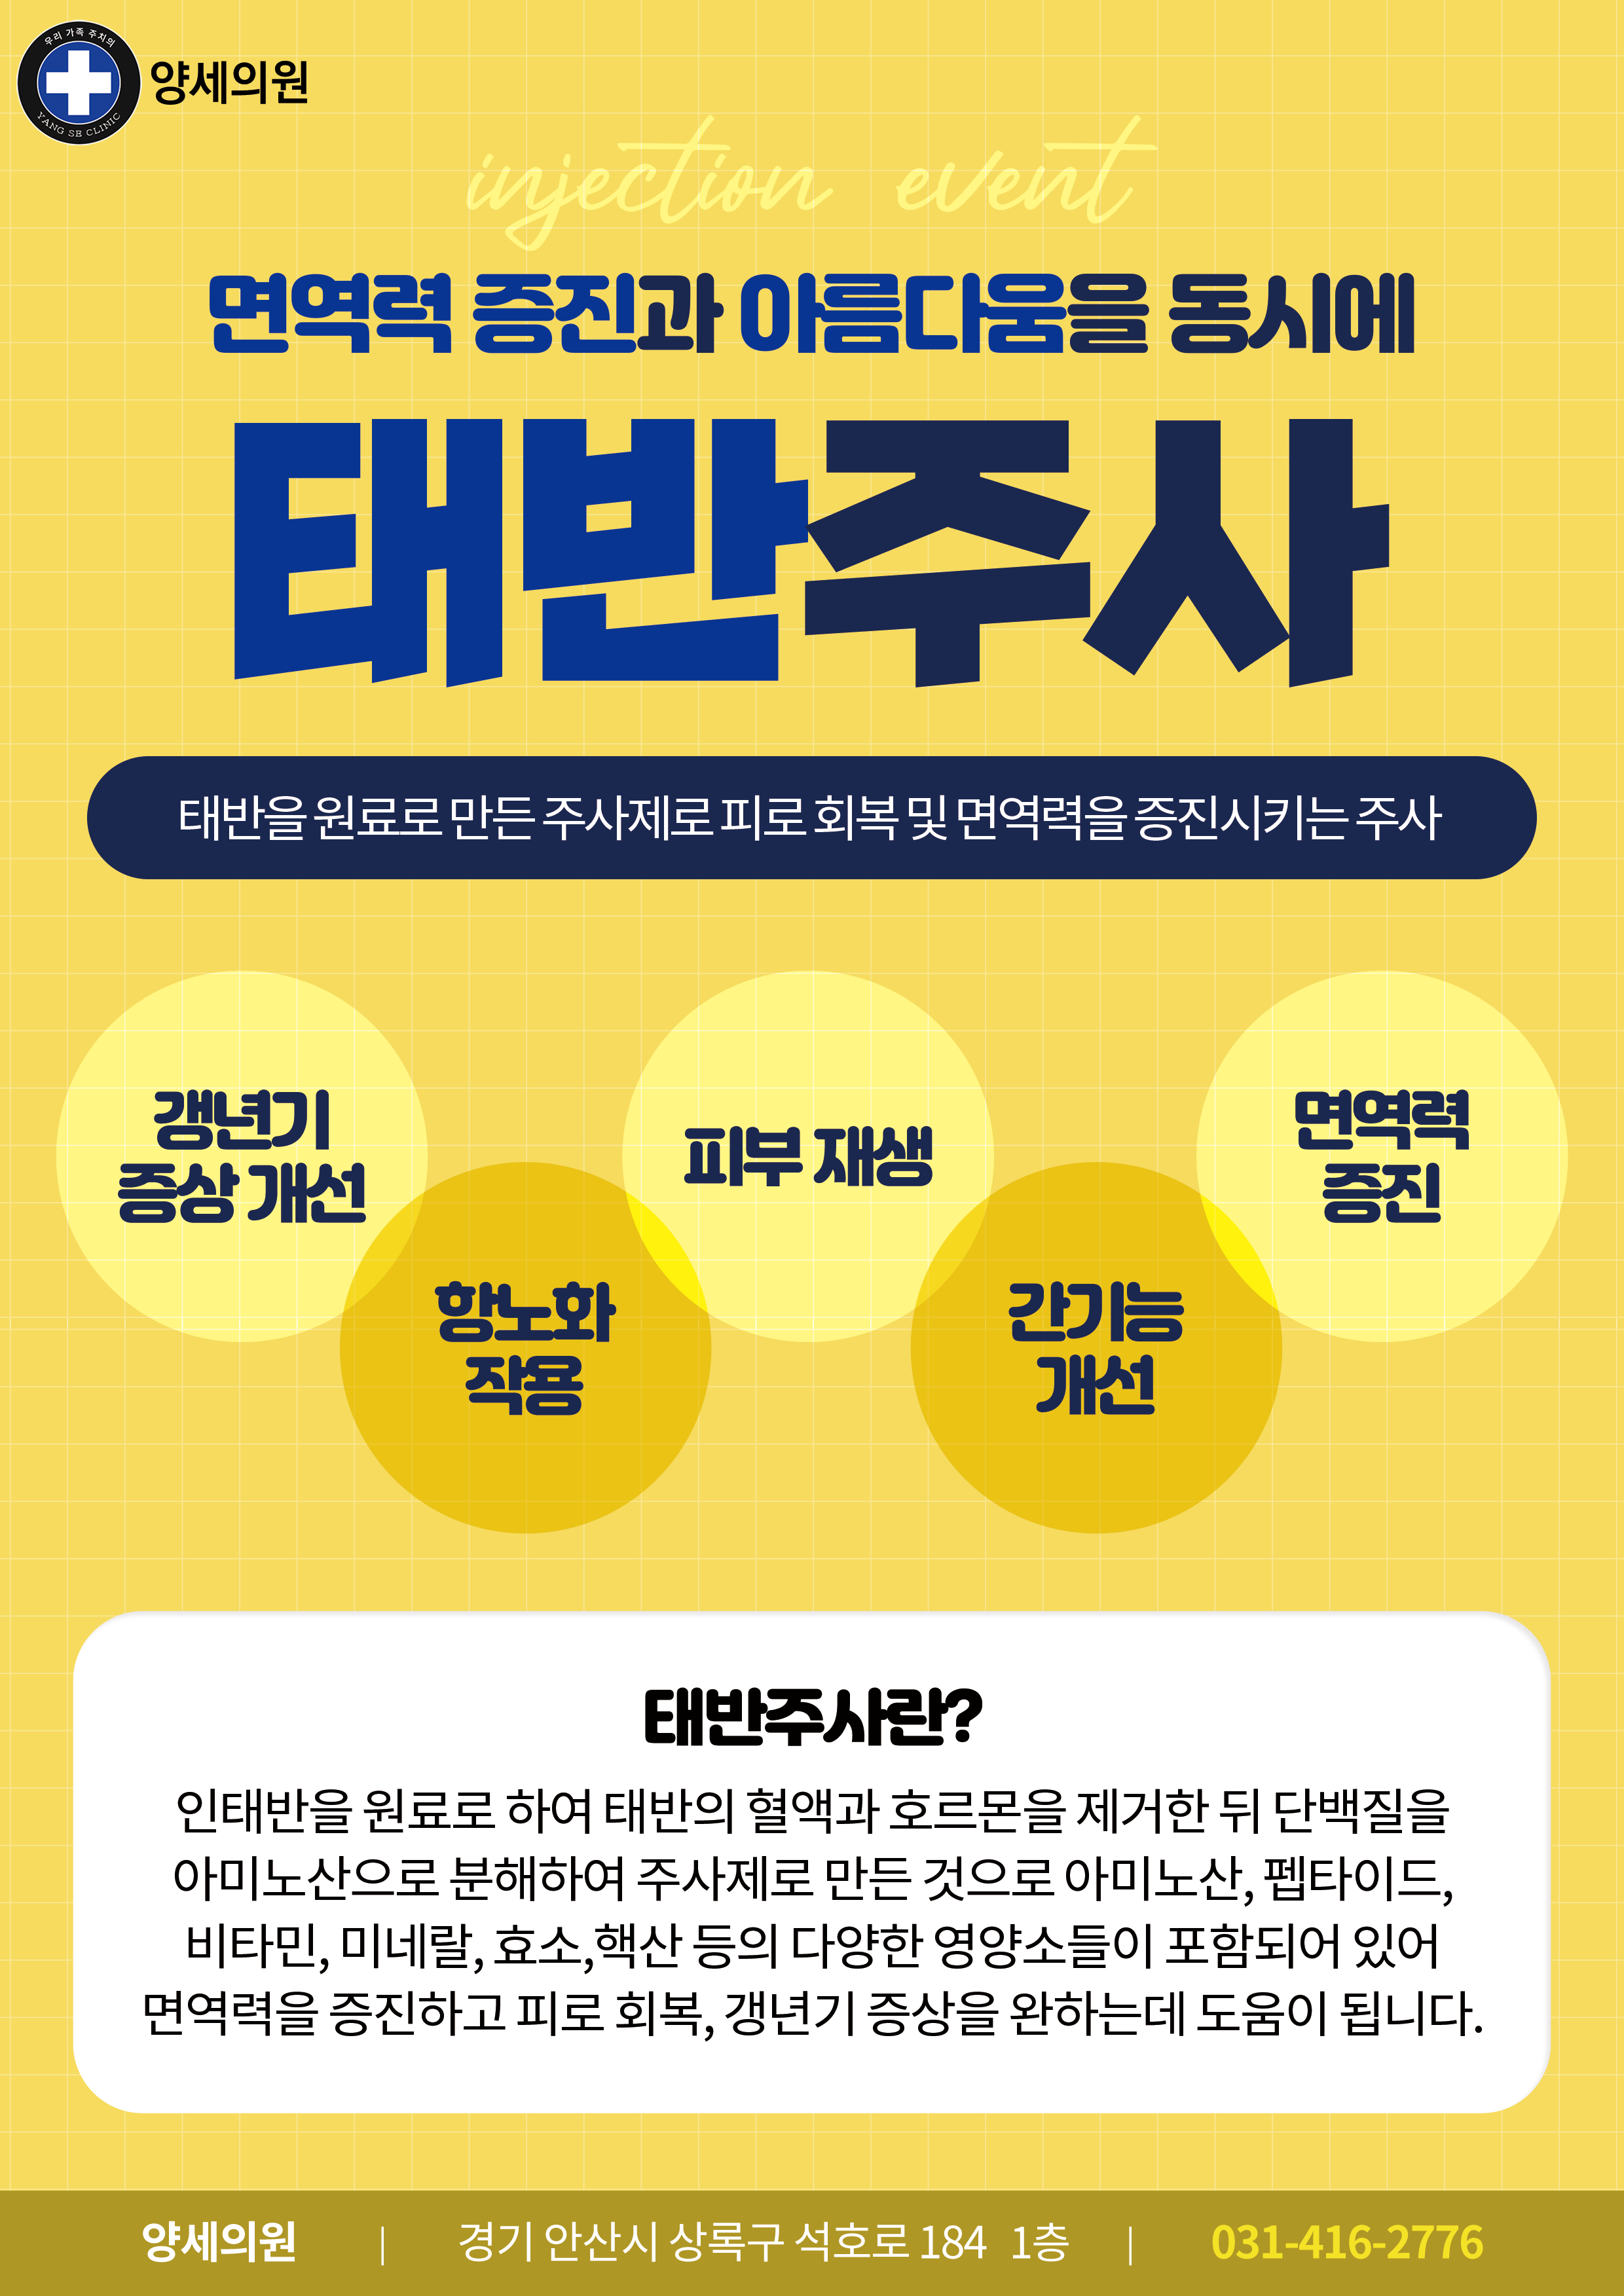 우리 가족 주치의
YANG SE CLINIC
양세의원
injection event
면역력 증진과 아름다움을 동시에
태반주사
태반을 원료로 만든 주사제로 피로 회복 및 면역력을 증진시키는 주사
갱년기
증상 개선
피부 재생
면역력
증진
항노화
작용
간기능
개선
태반주사란?
인태반을 원료로 하여 태반의 혈액과 호르몬을 제거한 뒤 단백질을
아미노산으로 분해하여 주사제로 만든 것으로 아미노산, 펩타이드,
비타민, 미네랄, 효소,핵산 등의 다양한 영양소들이 포함되어 있어
면역력을 증진하고 피로 회복, 갱년기 증상을 완하는데 도움이 됩니다.
양세의원 | 경기 안산시 상록구 석호로 184 1층 | 031-416-2776